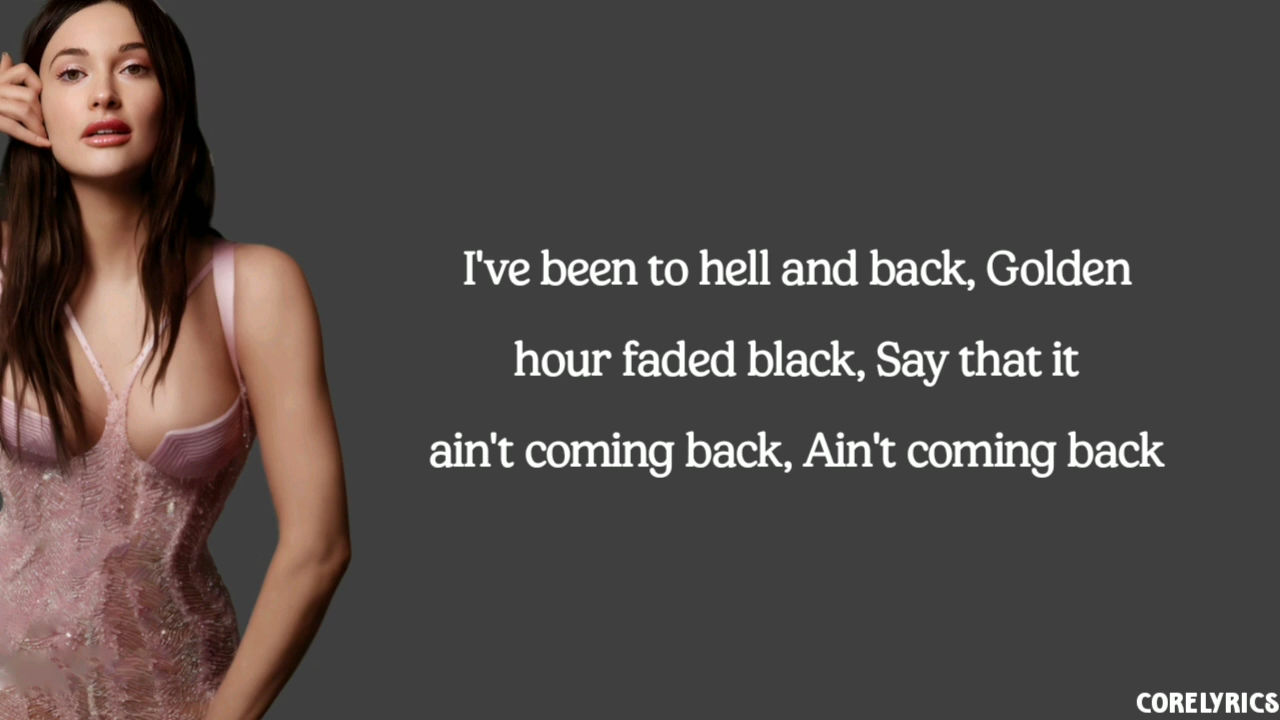 I've been to hell and back, Golden
hour faded black, Say that it
ain't coming back, Ain't coming back
CORELYRICS